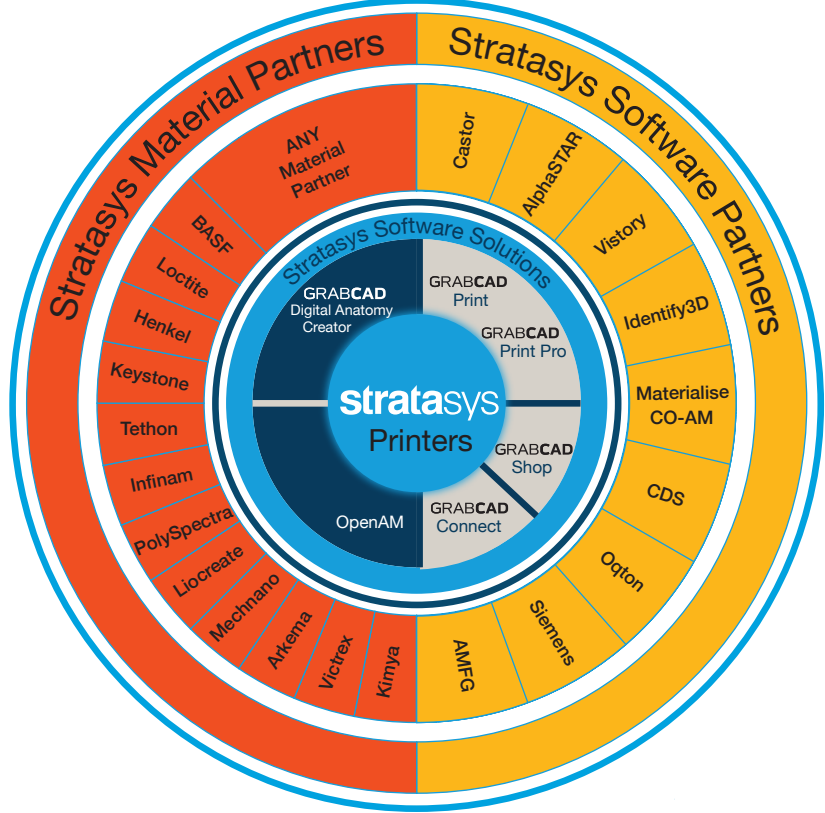 Stratasys Material Partners
Stratasys Software Partners
ANY
Material
Partner
BASF
Loctite
Henkel
Keystone
Tethon
Infinam
PolySpectra
Liocreate
Mechnano
Arkema
Victrex
Kimya
Castor
AlphaSTAR
Vistory
Identify3D
Materialise
CO-AM
CDS
Oqton
Siemens
AMFG
Stratasys Software Solutions
GRABCAD
Digital Anatomy
Creator
GRABCAD
Print
GRABCAD
Print Pro
GRABCAD
Shop
GRABCAD
Connect
OpenAM
stratasys
Printers